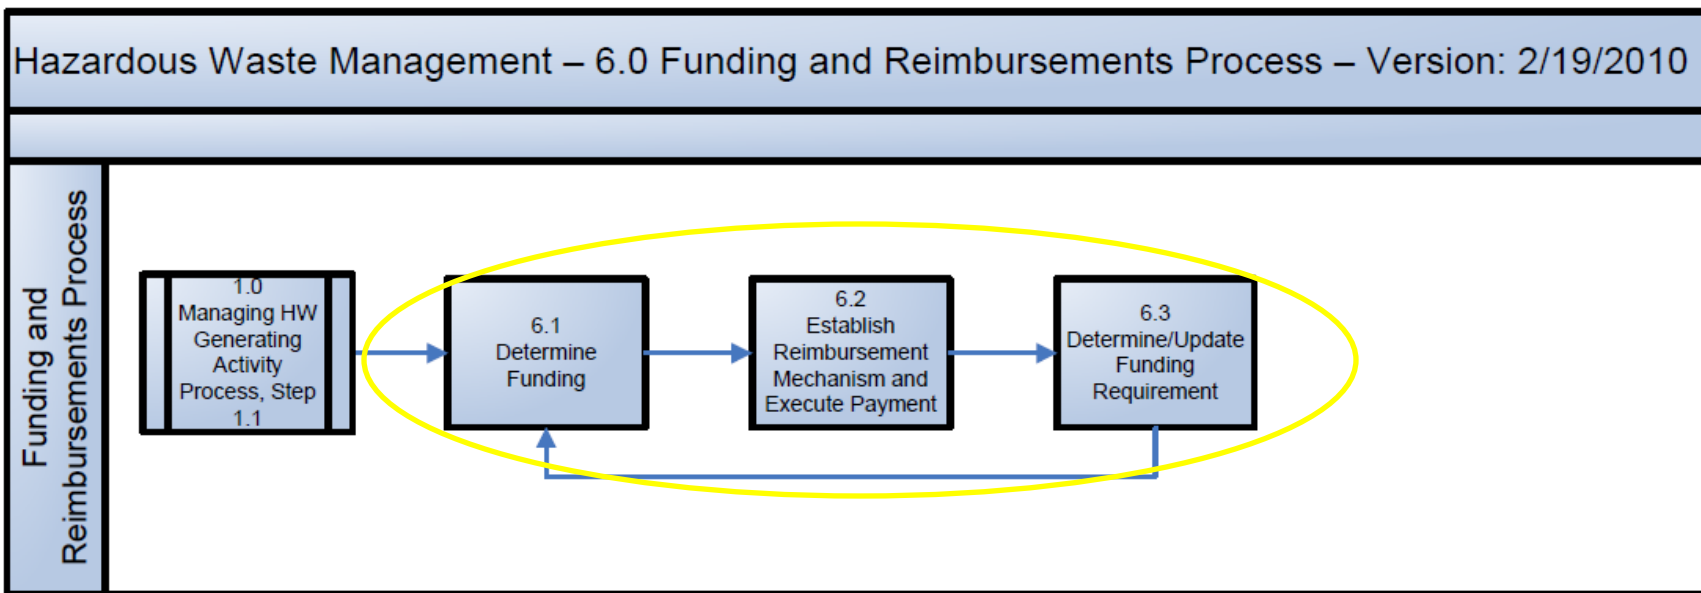 Hazardous Waste Management – 6.0 Funding and Reimbursements Process – Version: 2/19/2010
Funding and
Reimbursements Process
1.0
Managing HW
Generating
Activity
Process, Step
1.1
6.1
Determine
Funding
6.2
Establish
Reimbursement
Mechanism and
Execute Payment
6.3
Determine/Update
Funding
Requirement